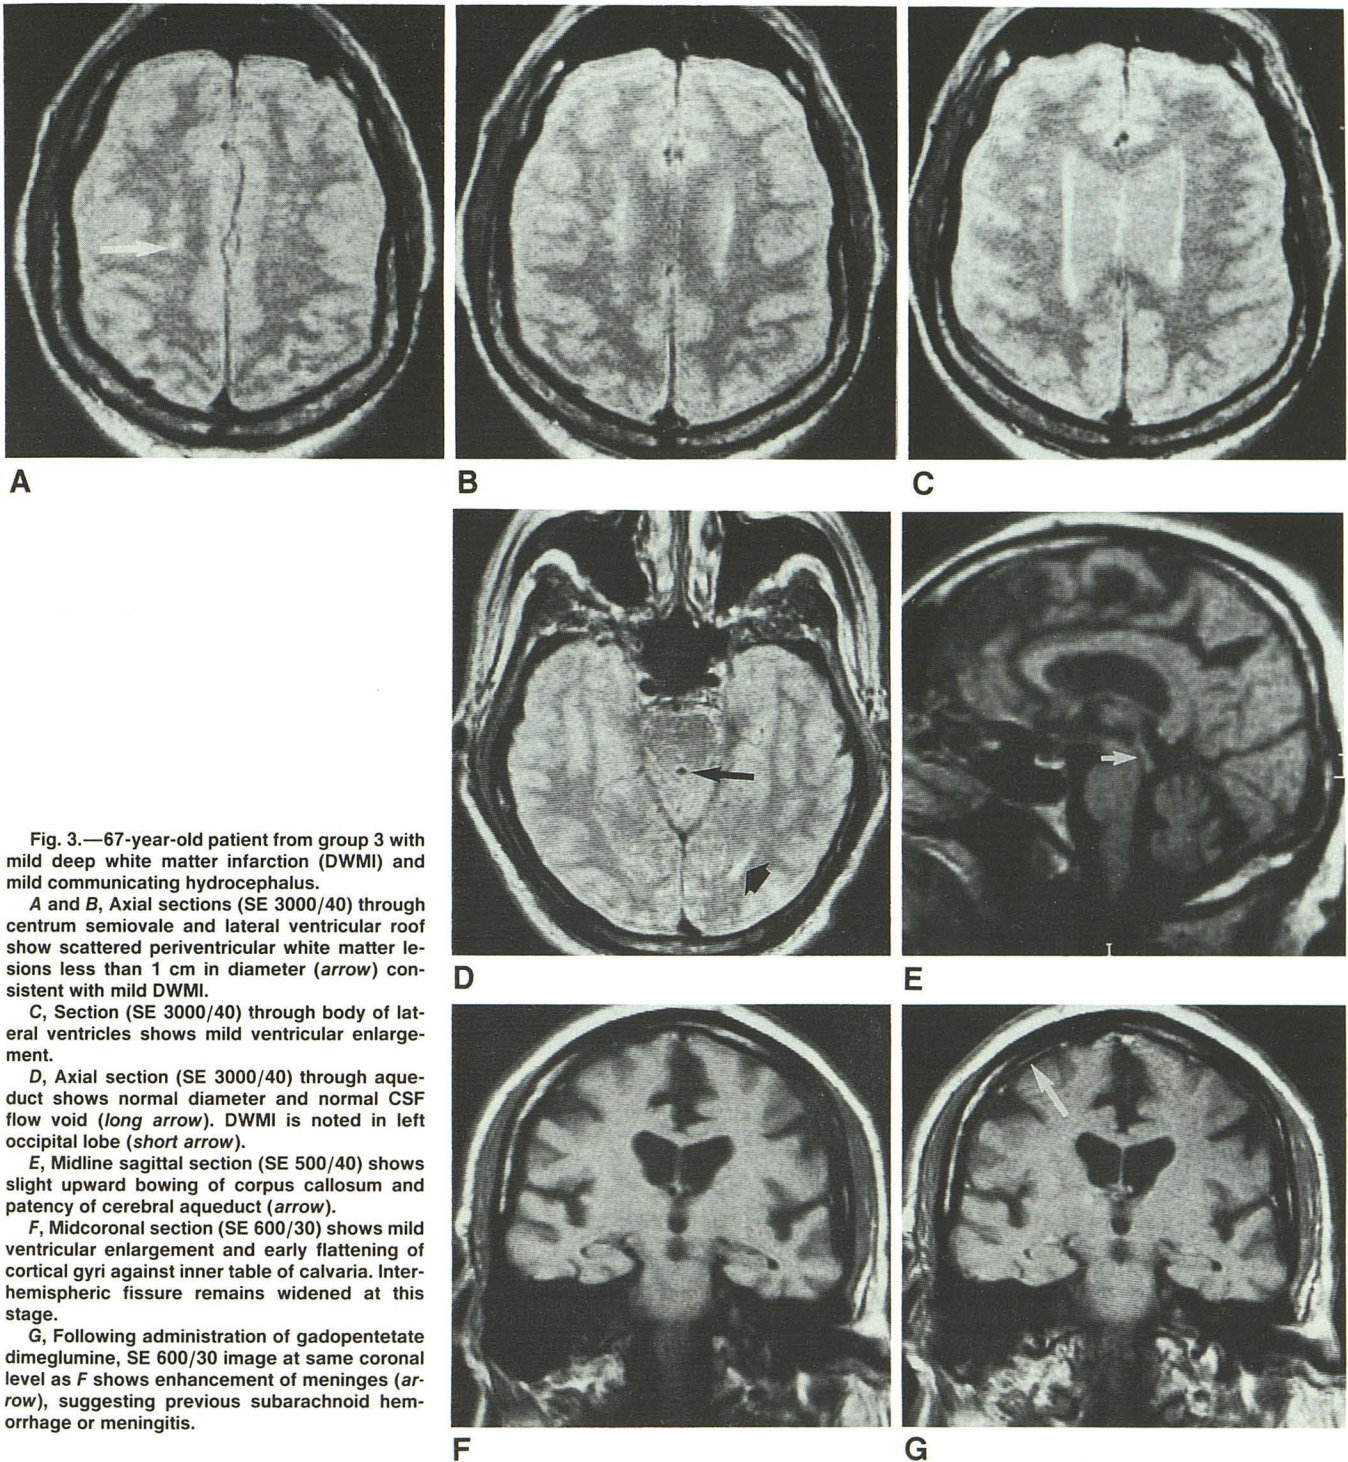 A
B
C
D
E
Fig. 3.—67-year-old patient from group 3 with
mild deep white matter infarction (DWMI) and
mild communicating hydrocephalus.
A and B, Axial sections (SE 3000/40) through
centrum semiovale and lateral ventricular roof
show scattered periventricular white matter le-
sions less than 1 cm in diameter (arrow) con-
sistent with mild DWMI.
C, Section (SE 3000/40) through body of lat-
eral ventricles shows mild ventricular enlarge-
ment.
D, Axial section (SE 3000/40) through aque-
duct shows normal diameter and normal CSF
flow void (long arrow). DWMI is noted in left
occipital lobe (short arrow).
E, Midline sagittal section (SE 500/40) shows
slight upward bowing of corpus callosum and
patency of cerebral aqueduct (arrow).
F, Midcoronal section (SE 600/30) shows mild
ventricular enlargement and early flattening of
cortical gyri against inner table of calvaria. Inter-
hemispheric fissure remains widened at this
stage.
G, Following administration of gadopentetate
dimeglumine, SE 600/30 image at same coronal
level as F shows enhancement of meninges (ar-
row), suggesting previous subarachnoid hem-
orrhage or meningitis.
F
G